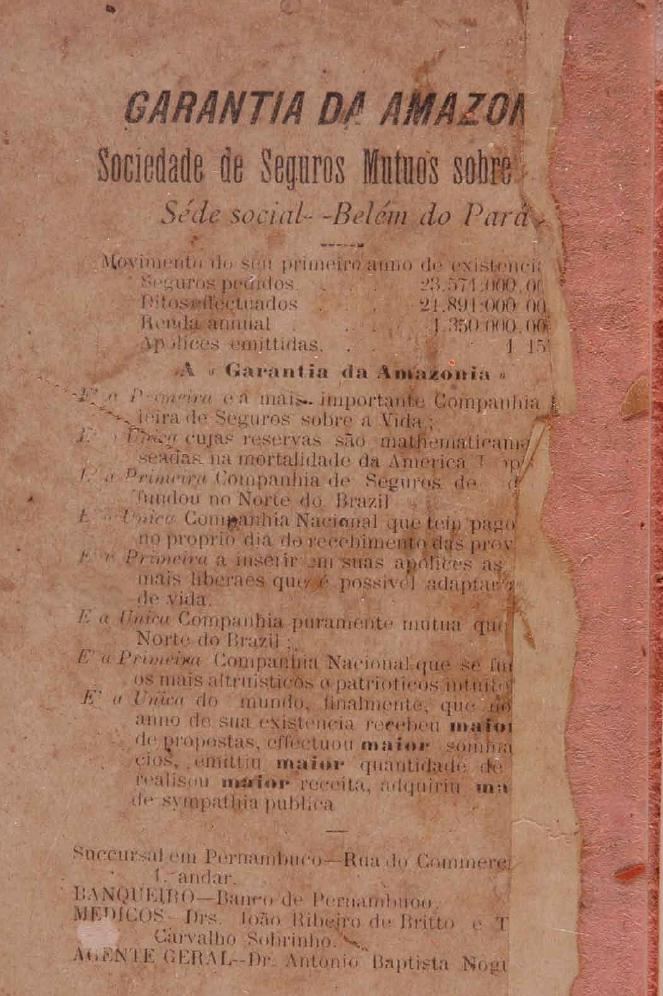 GARANTIA DA AMAZON
Sociedade de Seguros Mutuos sobre
Séde social--Belém do Pará
Movimento do seu primeiro anno de existenci
Seguros pedidos. . . 23.571:000.00
Ditos effectuados . . 21.891:000 00
Renda annual . . . 1.350:000.00
Apolices emittidas. . . 1 15
A « Garantia da Amazonia «
E' a Primeira e a mais importante Companhia
leira de Seguros sobre a Vida;
E' a Unica cujas reservas são mathematicame
seadas na mortalidade da America
E' a Primeira Companhia de Seguros de
fundou no Norte do Brazil
E' a Unica Companhia Nacional que tem pago
no proprio dia do recebimento das prov
E' a Primeira a inserir em suas apolices as
mais liberaes que é possivel adaptar
de vida.
E a Unica Companhia puramente mutua que
Norte do Brazil;
E' a Primeira Companhia Nacional que se fu
os mais altruisticos e patrioticos intuito
E' a Unica do mundo, finalmente, que no
anno de sua existencia recebeu maior
de propostas, effectuou maior somma
cios, emittiu maior quantidade de
realisou maior receita, adquiriu ma
de sympathia publica
Succursal em Pernambuco—Rua do Commerc
1.º andar.
BANQUEIRO—Banco de Pernambuco.
MEDICOS—Drs. João Ribeiro de Britto e T
Carvalho Sobrinho.
AGENTE GERAL--Dr. Antonio Baptista Nogu